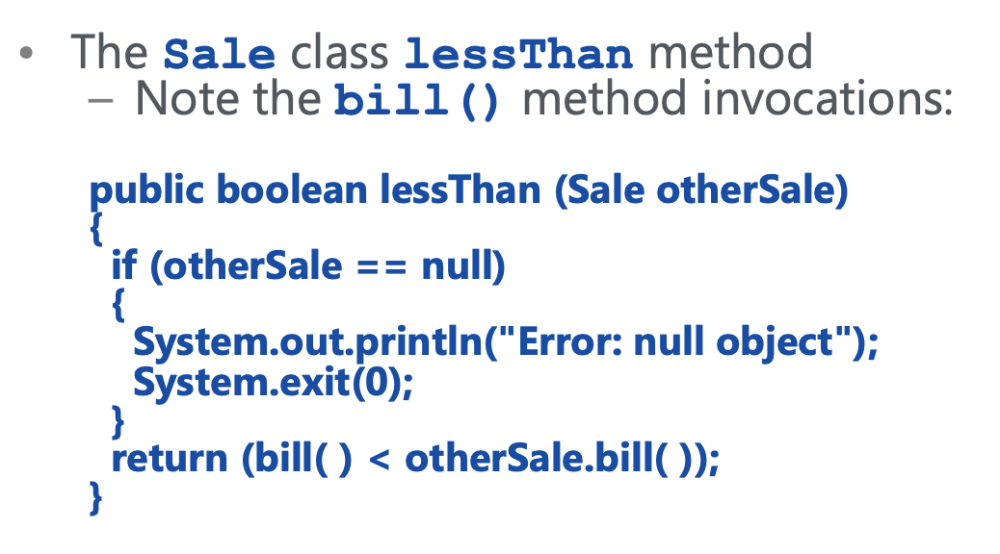 • The Sale class lessThan method
– Note the bill() method invocations:
public boolean lessThan (Sale otherSale)
{
if (otherSale == null)
{
System.out.println("Error: null object");
System.exit(0);
}
return (bill( ) < otherSale.bill( ));
}